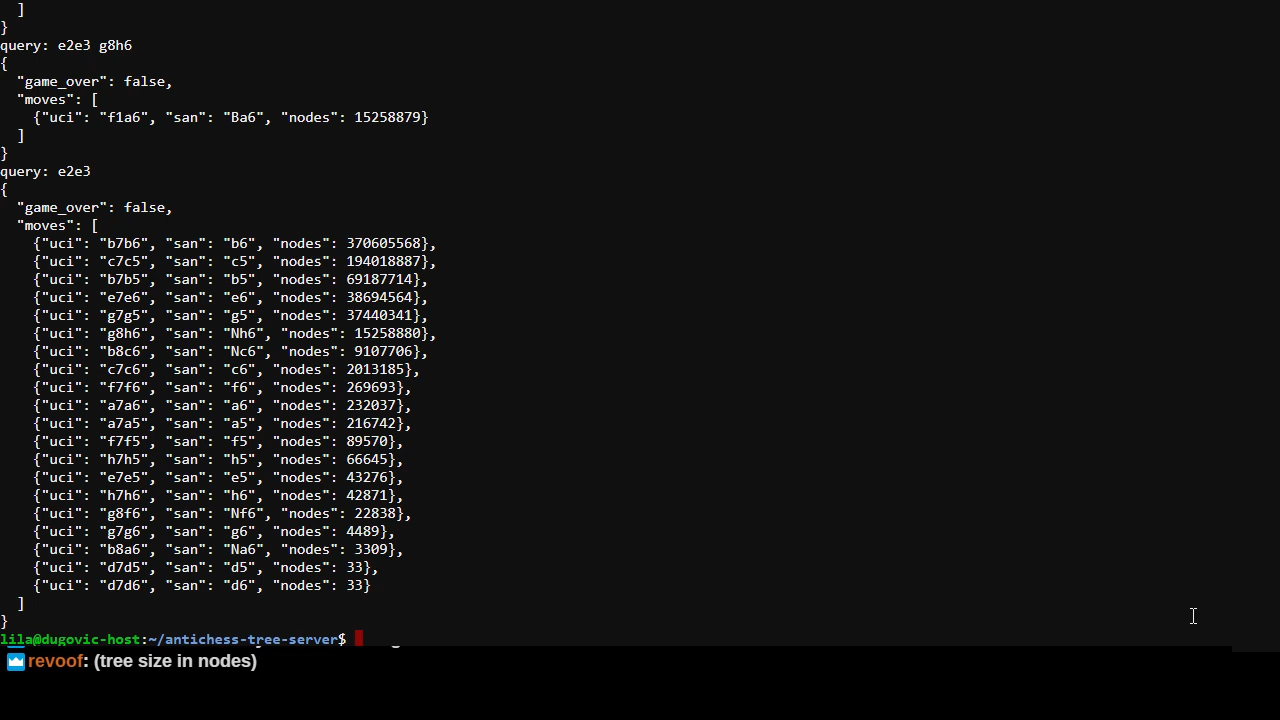 ]
}
query: e2e3 g8h6
{
  "game_over": false,
  "moves": [
    {"uci": "f1a6", "san": "Ba6", "nodes": 15258879}
  ]
}
query: e2e3
{
  "game_over": false,
  "moves": [
    {"uci": "b7b6", "san": "b6", "nodes": 370605568},
    {"uci": "c7c5", "san": "c5", "nodes": 194018887},
    {"uci": "b7b5", "san": "b5", "nodes": 69187714},
    {"uci": "e7e6", "san": "e6", "nodes": 38694564},
    {"uci": "g7g5", "san": "g5", "nodes": 37440341},
    {"uci": "g8h6", "san": "Nh6", "nodes": 15258880},
    {"uci": "b8c6", "san": "Nc6", "nodes": 9107706},
    {"uci": "c7c6", "san": "c6", "nodes": 2013185},
    {"uci": "f7f6", "san": "f6", "nodes": 269693},
    {"uci": "a7a6", "san": "a6", "nodes": 232037},
    {"uci": "a7a5", "san": "a5", "nodes": 216742},
    {"uci": "f7f5", "san": "f5", "nodes": 89570},
    {"uci": "h7h5", "san": "h5", "nodes": 66645},
    {"uci": "e7e5", "san": "e5", "nodes": 43276},
    {"uci": "h7h6", "san": "h6", "nodes": 42871},
    {"uci": "g8f6", "san": "Nf6", "nodes": 22838},
    {"uci": "g7g6", "san": "g6", "nodes": 4489},
    {"uci": "b8a6", "san": "Na6", "nodes": 3309},
    {"uci": "d7d5", "san": "d5", "nodes": 33},
    {"uci": "d7d6", "san": "d6", "nodes": 33}
  ]
}
lila@dugovic-host:~/antichess-tree-server$
revoof: (tree size in nodes)